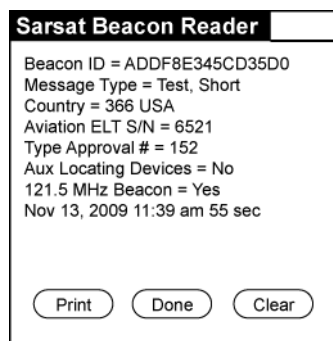 Sarsat Beacon Reader
Beacon ID = ADDF8E345CD35D0
Message Type = Test, Short
Country = 366 USA
Aviation ELT S/N = 6521
Type Approval # = 152
Aux Locating Devices = No
121.5 MHz Beacon = Yes
Nov 13, 2009 11:39 am 55 sec
Print Done Clear